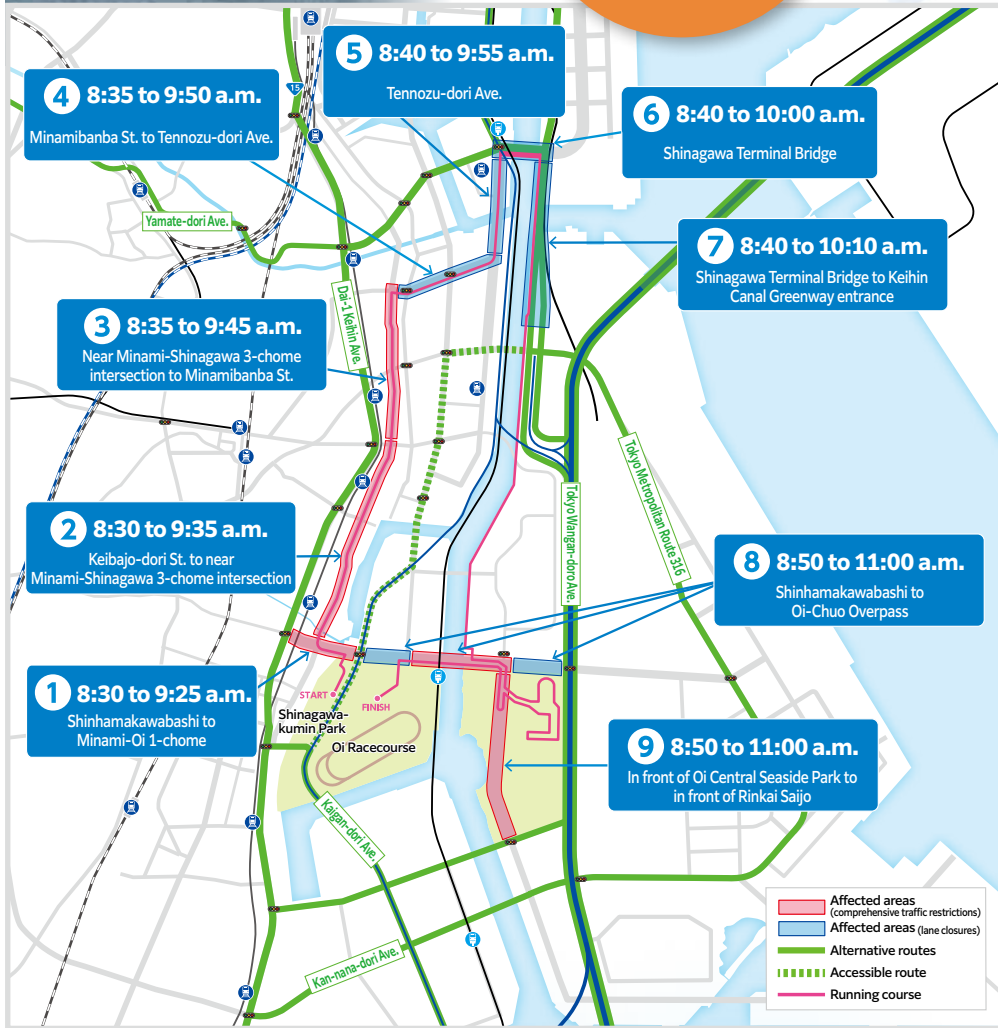 5 8:40 to 9:55 a.m.
Tennozu-dori Ave.
4 8:35 to 9:50 a.m.
Minamibanba St. to Tennozu-dori Ave.
15
6 8:40 to 10:00 a.m.
Shinagawa Terminal Bridge
Yamate-dori Ave.
7 8:40 to 10:10 a.m.
Shinagawa Terminal Bridge to Keihin
Canal Greenway entrance
Dai-1 Keihin Ave.
3 8:35 to 9:45 a.m.
Near Minami-Shinagawa 3-chome
intersection to Minamibanba St.
Tokyo Metropolitan Route 316
Tokyo Wangan-doro Ave.
2 8:30 to 9:35 a.m.
Keibajo-dori St. to near
Minami-Shinagawa 3-chome intersection
8 8:50 to 11:00 a.m.
Shinhamakawabashi to
Oi-Chuo Overpass
1 8:30 to 9:25 a.m.
Shinhamakawabashi to
Minami-Oi 1-chome
START
FINISH
Shinagawa-
kumin Park
Oi Racecourse
9 8:50 to 11:00 a.m.
In front of Oi Central Seaside Park to
in front of Rinkai Saijo
Kaigan-dori Ave.
Kan-nana-dori Ave.
Affected areas
(comprehensive traffic restrictions)
Affected areas (lane closures)
Alternative routes
Accessible route
Running course